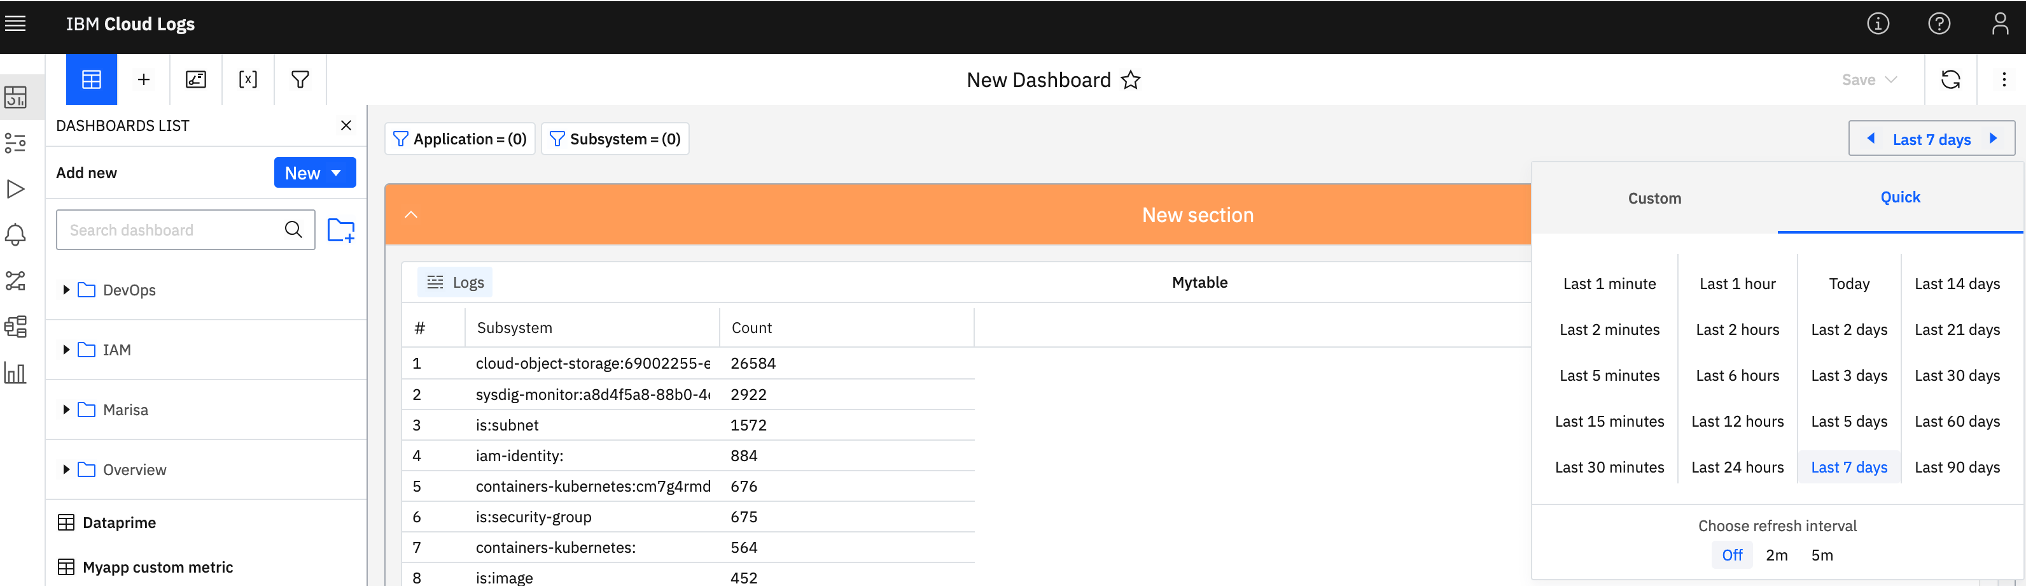 IBM Cloud Logs
New Dashboard
Save
DASHBOARDS LIST
Add new
New
Search dashboard
DevOps
IAM
Marisa
Overview
Dataprime
Myapp custom metric
Application = (0)
Subsystem = (0)
Last 7 days
New section
Logs
Mytable
# Subsystem Count
1 cloud-object-storage:69002255-e 26584
2 sysdig-monitor:a8d4f5a8-88b0-4 2922
3 is:subnet 1572
4 iam-identity: 884
5 containers-kubernetes:cm7g4rmd 676
6 is:security-group 675
7 containers-kubernetes: 564
8 is:image 452
Custom Quick
Last 1 minute Last 1 hour Today Last 14 days
Last 2 minutes Last 2 hours Last 2 days Last 21 days
Last 5 minutes Last 6 hours Last 3 days Last 30 days
Last 15 minutes Last 12 hours Last 5 days Last 60 days
Last 30 minutes Last 24 hours Last 7 days Last 90 days
Choose refresh interval
Off 2m 5m